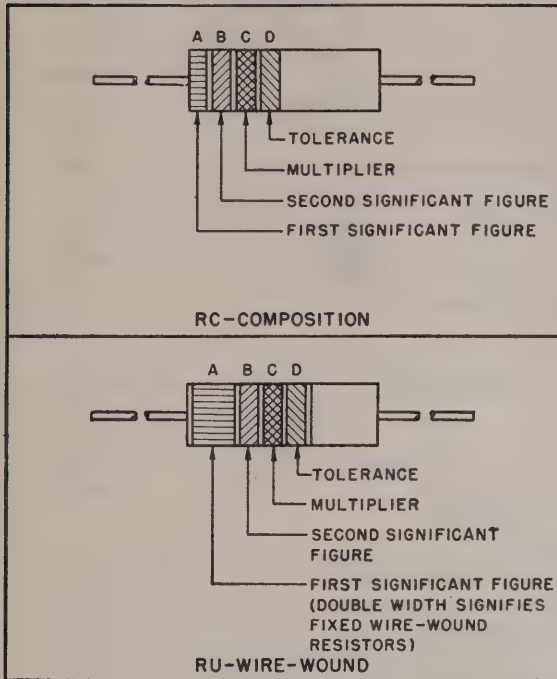 A B C D
TOLERANCE
MULTIPLIER
SECOND SIGNIFICANT FIGURE
FIRST SIGNIFICANT FIGURE
RC-COMPOSITION
A B C D
TOLERANCE
MULTIPLIER
SECOND SIGNIFICANT
FIGURE
FIRST SIGNIFICANT FIGURE
(DOUBLE WIDTH SIGNIFIES
FIXED WIRE-WOUND
RESISTORS)
RU-WIRE-WOUND